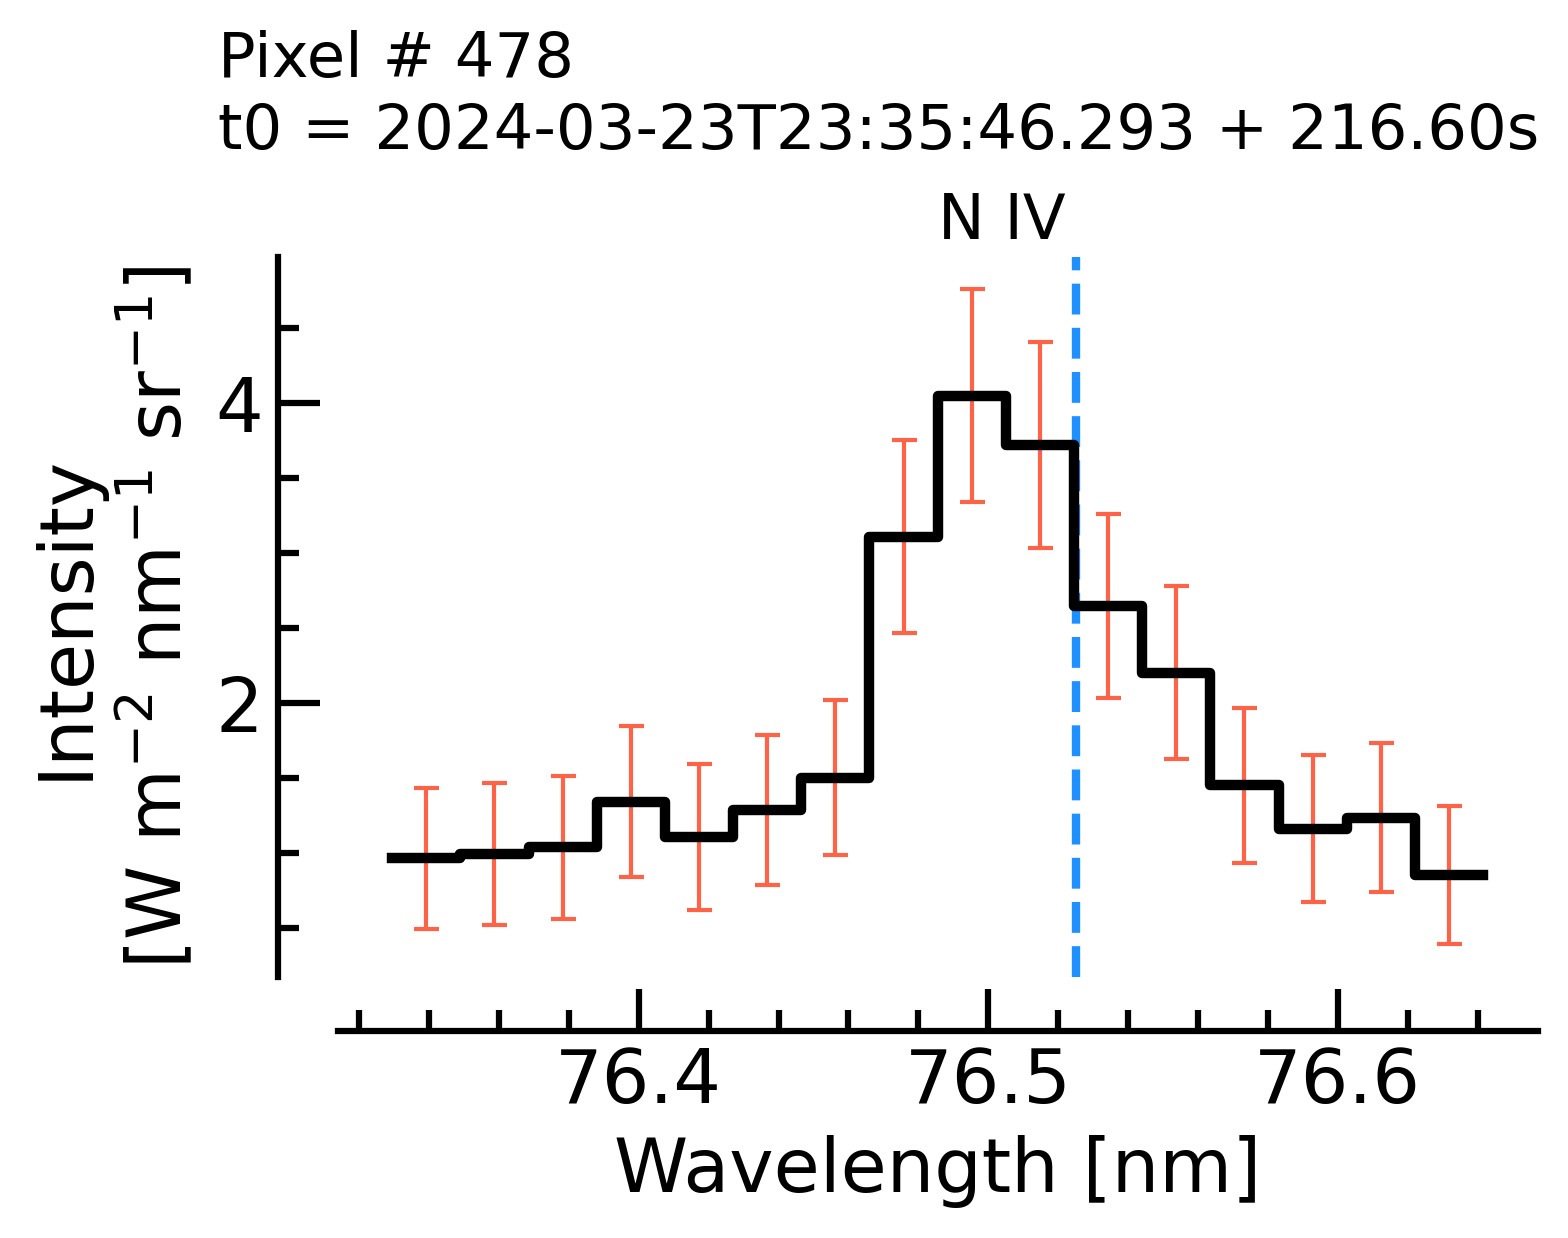 Pixel # 478
t0 = 2024-03-23T23:35:46.293 + 216.60s
N IV
Intensity
[W m⁻² nm⁻¹ sr⁻¹]
4
2
76.4 76.5 76.6
Wavelength [nm]